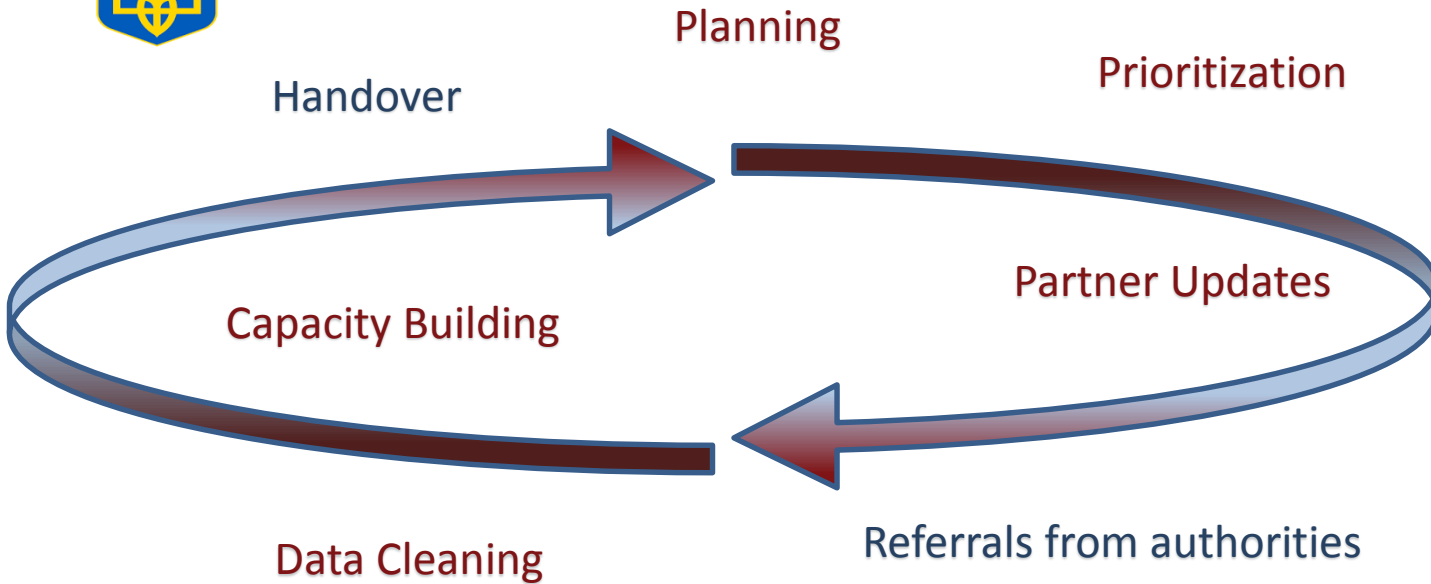 Planning
Prioritization
Handover
Partner Updates
Capacity Building
Referrals from authorities
Data Cleaning